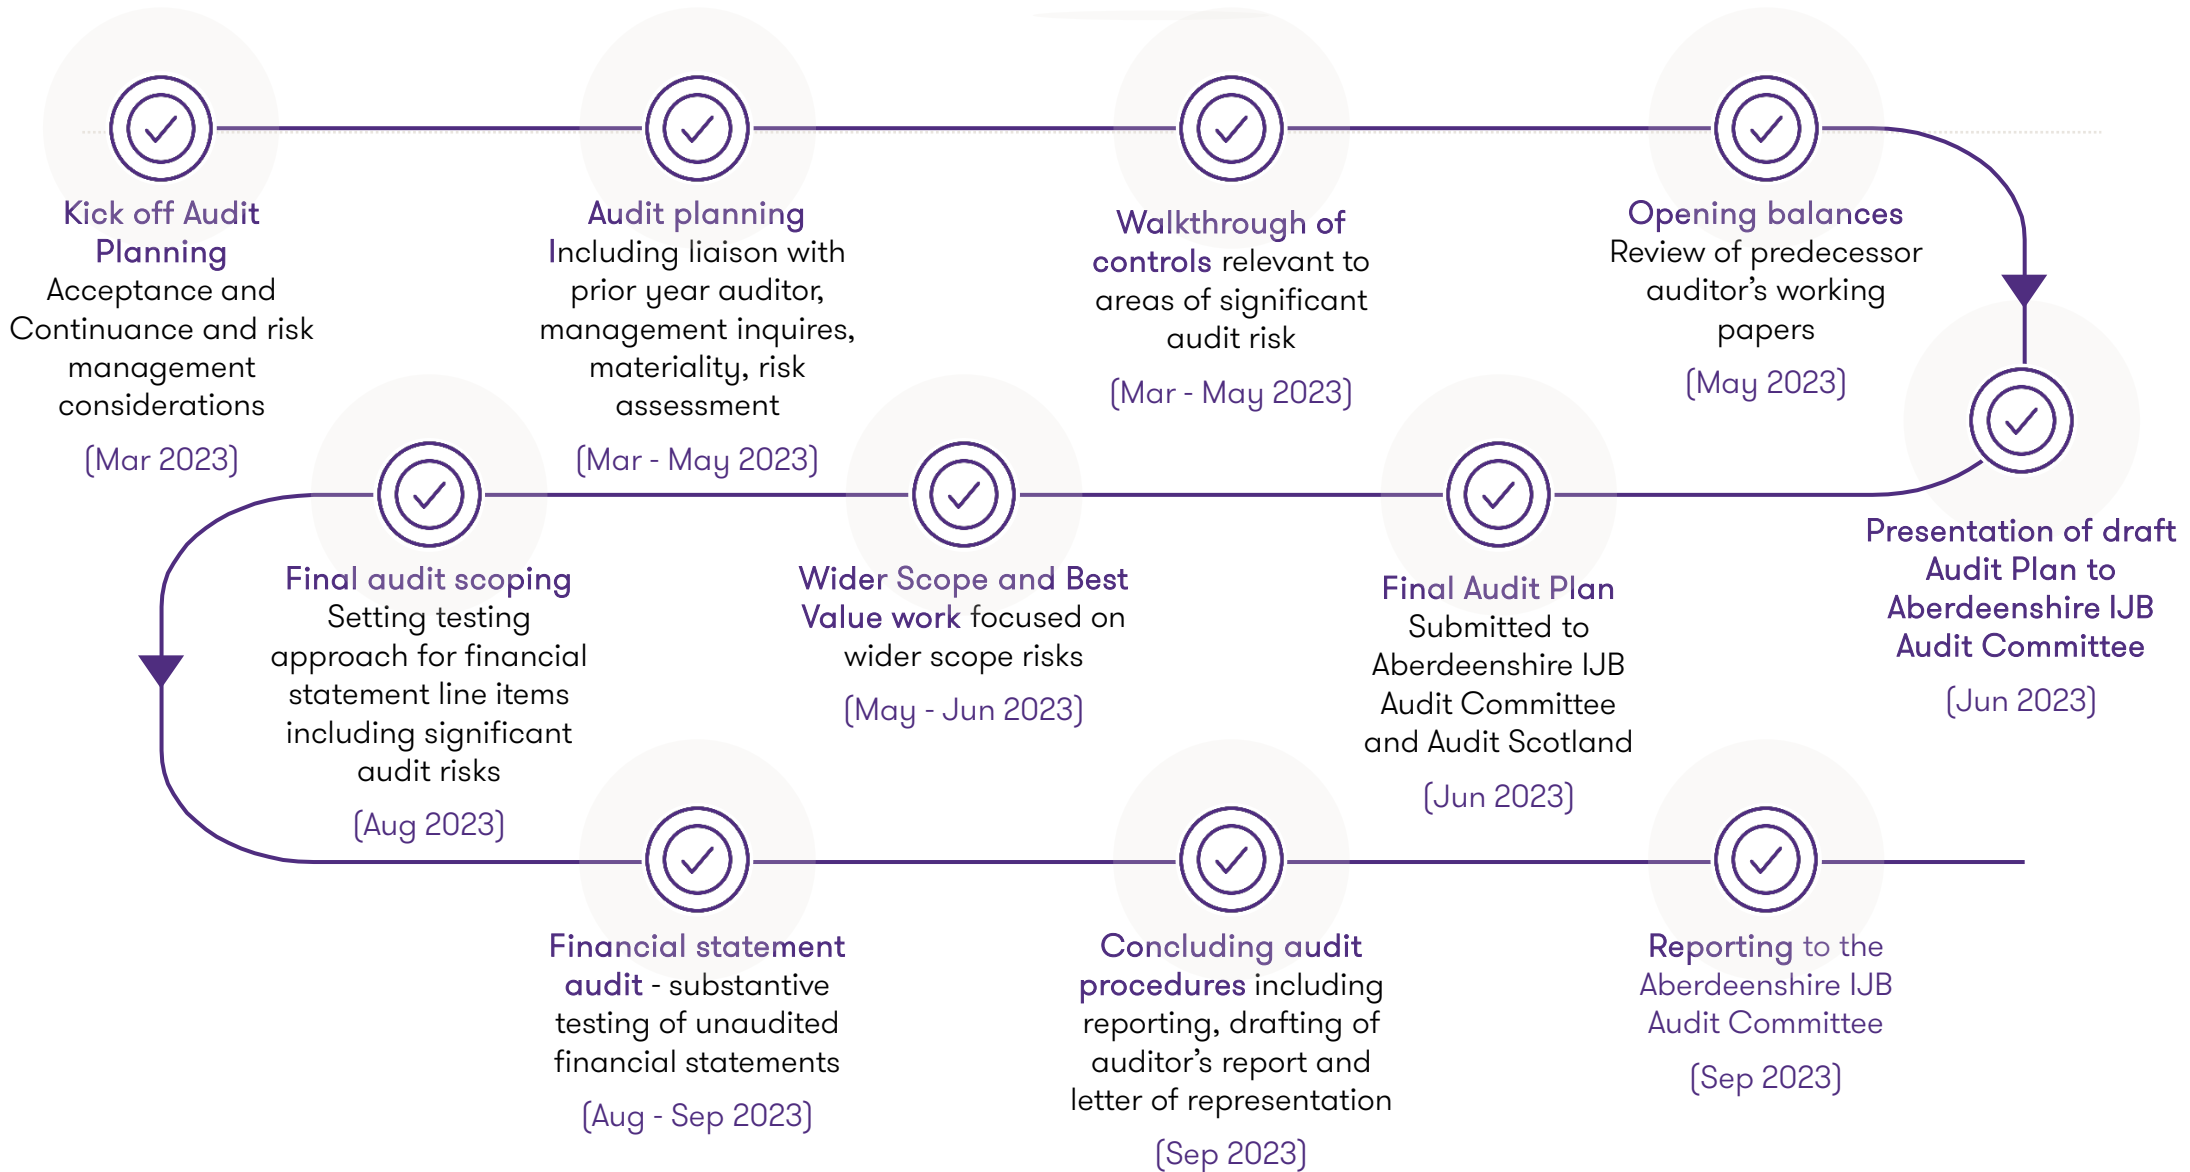 Kick off Audit
Planning
Acceptance and
Continuance and risk
management
considerations
(Mar 2023)
Audit planning
Including liaison with
prior year auditor,
management inquires,
materiality, risk
assessment
(Mar - May 2023)
Walkthrough of
controls relevant to
areas of significant
audit risk
(Mar - May 2023)
Opening balances
Review of predecessor
auditor’s working
papers
(May 2023)
Presentation of draft
Audit Plan to
Aberdeenshire IJB
Audit Committee
(Jun 2023)
Final Audit Plan
Submitted to
Aberdeenshire IJB
Audit Committee
and Audit Scotland
(Jun 2023)
Wider Scope and Best
Value work focused on
wider scope risks
(May - Jun 2023)
Final audit scoping
Setting testing
approach for financial
statement line items
including significant
audit risks
(Aug 2023)
Financial statement
audit - substantive
testing of unaudited
financial statements
(Aug - Sep 2023)
Concluding audit
procedures including
reporting, drafting of
auditor’s report and
letter of representation
(Sep 2023)
Reporting to the
Aberdeenshire IJB
Audit Committee
(Sep 2023)